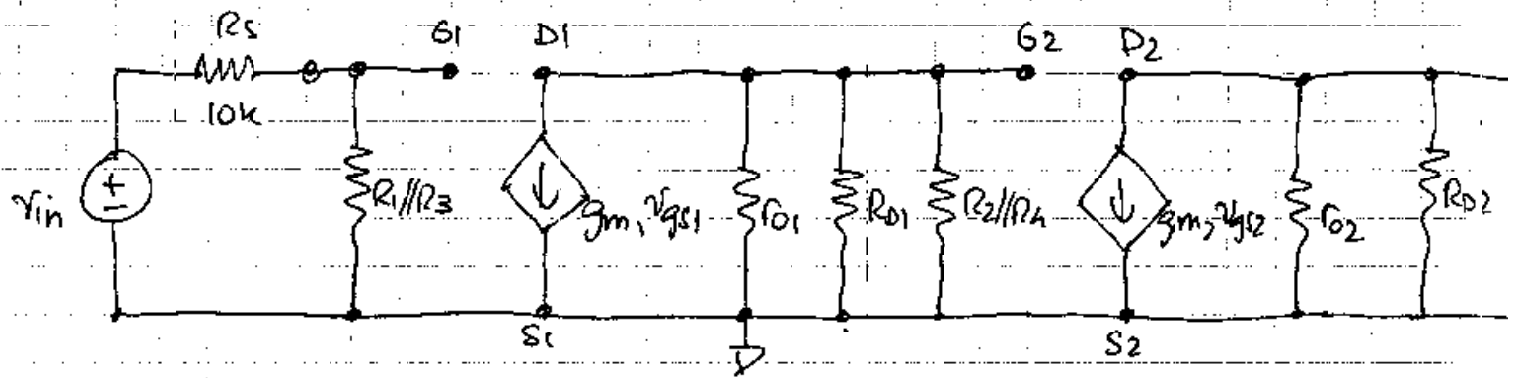 Rs
G1
D1
G2
D2
10K
vin
R1//R3
gm1vgs1
ro1
RD1
R2//R4
gm2vgs2
ro2
RD2
S1
S2